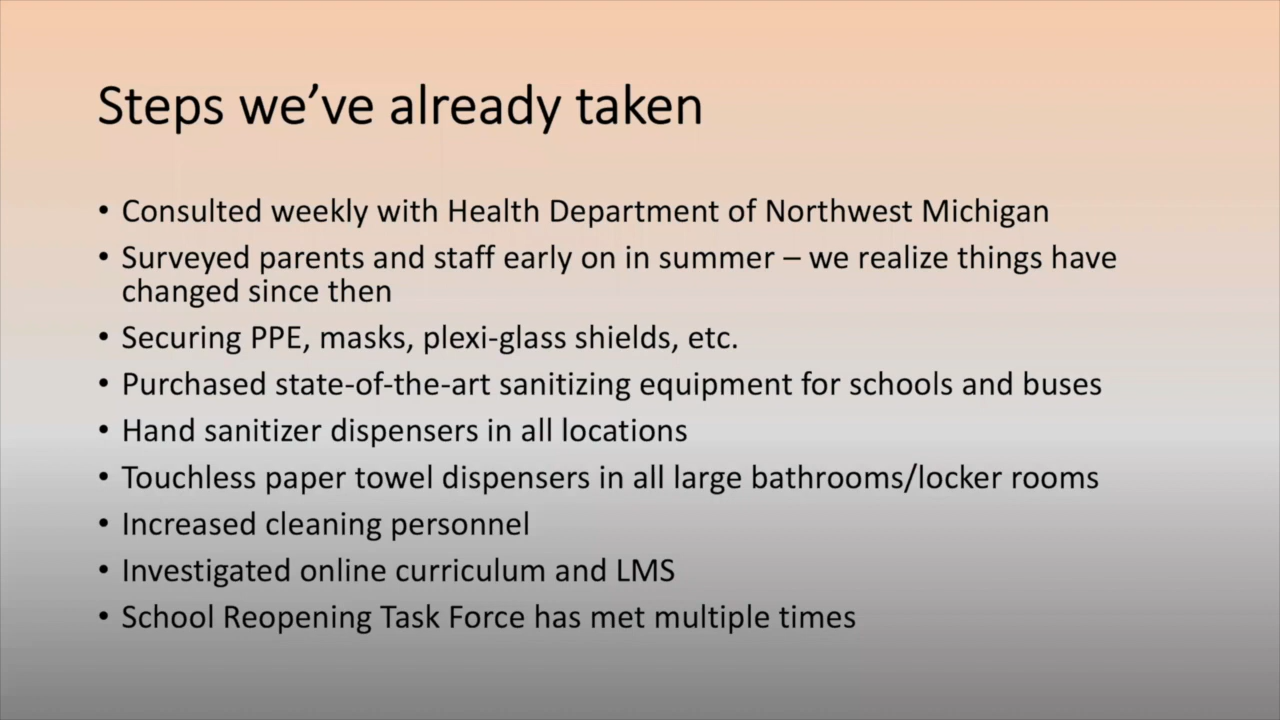 Steps we’ve already taken
• Consulted weekly with Health Department of Northwest Michigan
• Surveyed parents and staff early on in summer – we realize things have
changed since then
• Securing PPE, masks, plexi-glass shields, etc.
• Purchased state-of-the-art sanitizing equipment for schools and buses
• Hand sanitizer dispensers in all locations
• Touchless paper towel dispensers in all large bathrooms/locker rooms
• Increased cleaning personnel
• Investigated online curriculum and LMS
• School Reopening Task Force has met multiple times